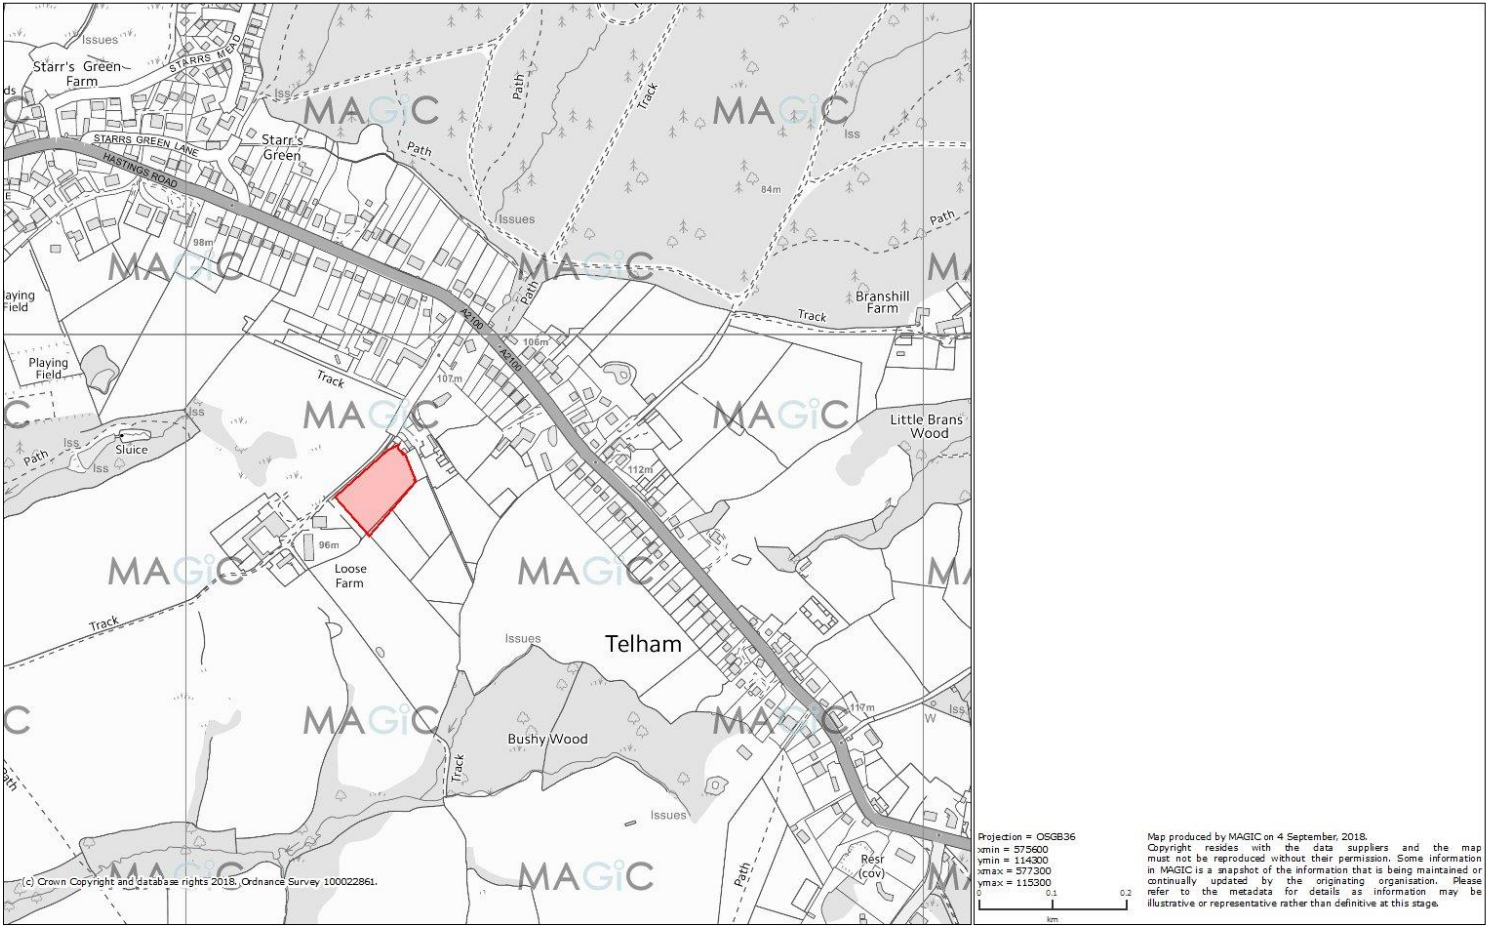 Issues
Starr's Green
Farm
STARRS MEAD
ds
Iss
MAGiC
MAGiC
C
Path
Track
Iss
STARRS GREEN LANE
Starr's
Green
HASTINGS ROAD
Path
E
84m
Issues
Path
98m
MAGiC
MAGiC
MA
laying
Field
Path
Branshill
Farm
A2100
Track
106m
A2100
Playing
Field
Track
107m
C
Iss
MAGiC
MAGiC
Little Brans
Wood
Iss
Sluice
Path
Iss
112m
96m
MAGiC
MAGiC
MA
Loose
Farm
Track
Issues
Telham
C
MAGiC
MAGiC
117m
Iss
W
Bushy Wood
Path
Track
Issues
Resr
(cov)
Path
MAGiC
MAGiC
MA
(c) Crown Copyright and database rights 2018. Ordnance Survey 100022861.
Projection = OSGB36
xmin = 575600
ymin = 114300
xmax = 577300
ymax = 115300
0 0.1 0.2
km
Map produced by MAGIC on 4 September, 2018.
Copyright resides with the data suppliers and the map
must not be reproduced without their permission. Some information
in MAGIC is a snapshot of the information that is being maintained or
continually updated by the originating organisation. Please
refer to the metadata for details as information may be
illustrative or representative rather than definitive at this stage.